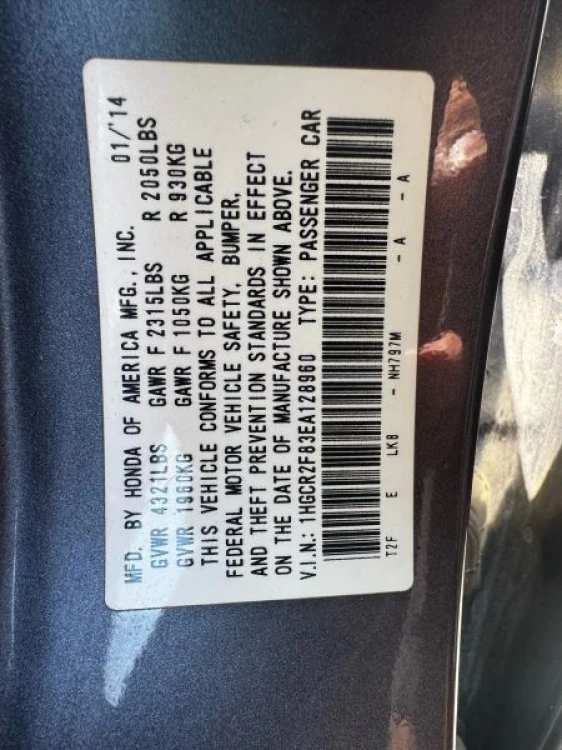 MFD. BY HONDA OF AMERICA MFG., INC. 01/'14
GVWR 4321LBS GAWR F 2315LBS R 2050LBS
GVWR 1960KG GAWR F 1050KG R 930KG
THIS VEHICLE CONFORMS TO ALL APPLICABLE
FEDERAL MOTOR VEHICLE SAFETY, BUMPER,
AND THEFT PREVENTION STANDARDS IN EFFECT
ON THE DATE OF MANUFACTURE SHOWN ABOVE.
V.I.N.: 1HGCR2F83EA128960 TYPE: PASSENGER CAR
T2F E LK8 - NH797M - A - A